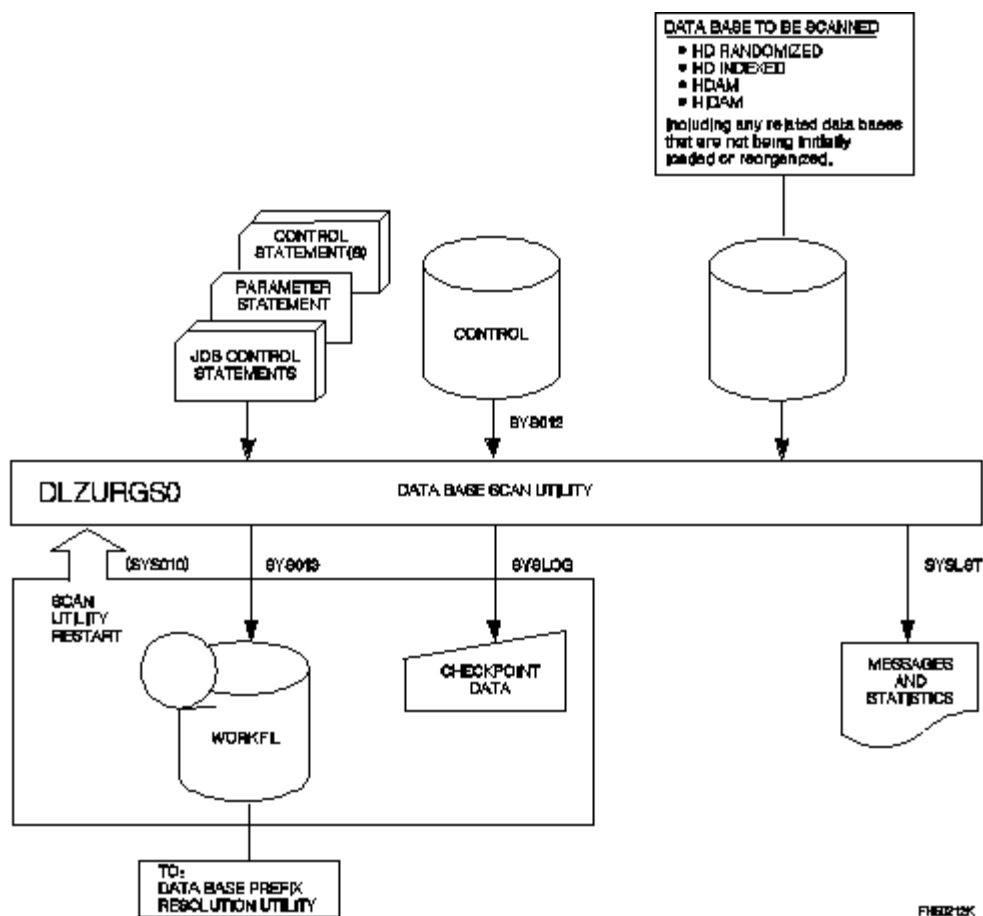 DATA BASE TO BE SCANNED
• HD RANDOMIZED
• HD INDEXED
• HDAM
• HIDAM
including any related data bases
that are not being initially
loaded or reorganized.
CONTROL
STATEMENT(S)
PARAMETER
STATEMENT
JOB CONTROL
STATEMENTS
CONTROL
SYS012
DLZURGS0
DATA BASE SCAN UTILITY
(SYS010)
SYS013
SYSLOG
SYSLST
SCAN
UTILITY
RESTART
WORKFIL
CHECKPOINT
DATA
MESSAGES
AND
STATISTICS
TO:
DATA BASE PREFIX
RESOLUTION UTILITY